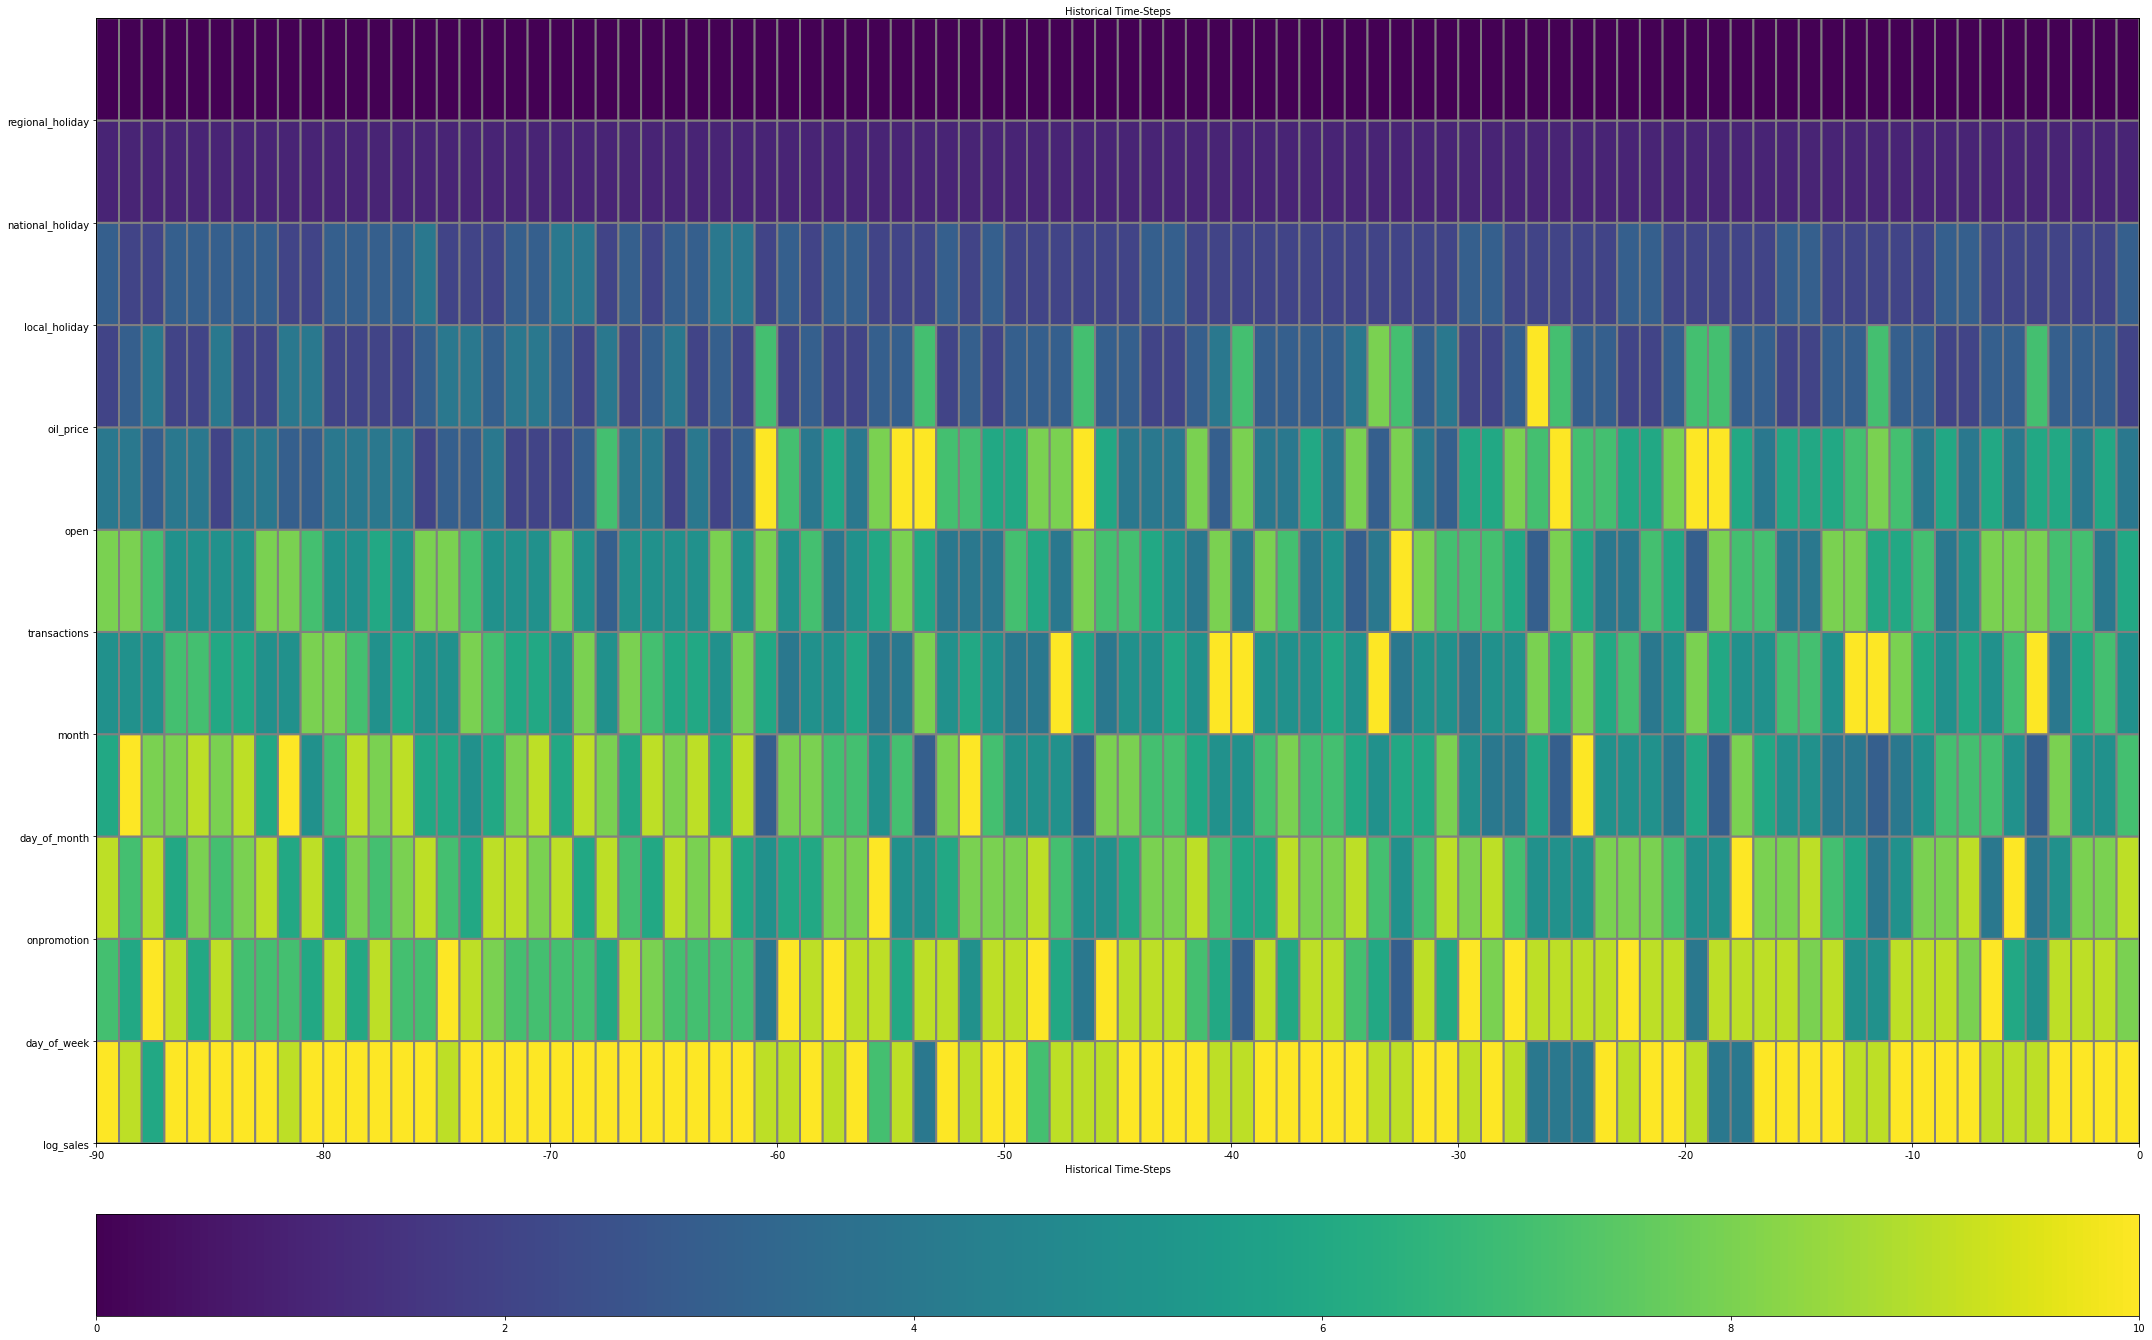 Historical Time-Steps
regional_holiday
national_holiday
local_holiday
oil_price
open
transactions
month
day_of_month
onpromotion
day_of_week
log_sales
-90 -80 -70 -60 -50 -40 -30 -20 -10 0
Historical Time-Steps
0 2 4 6 8 10